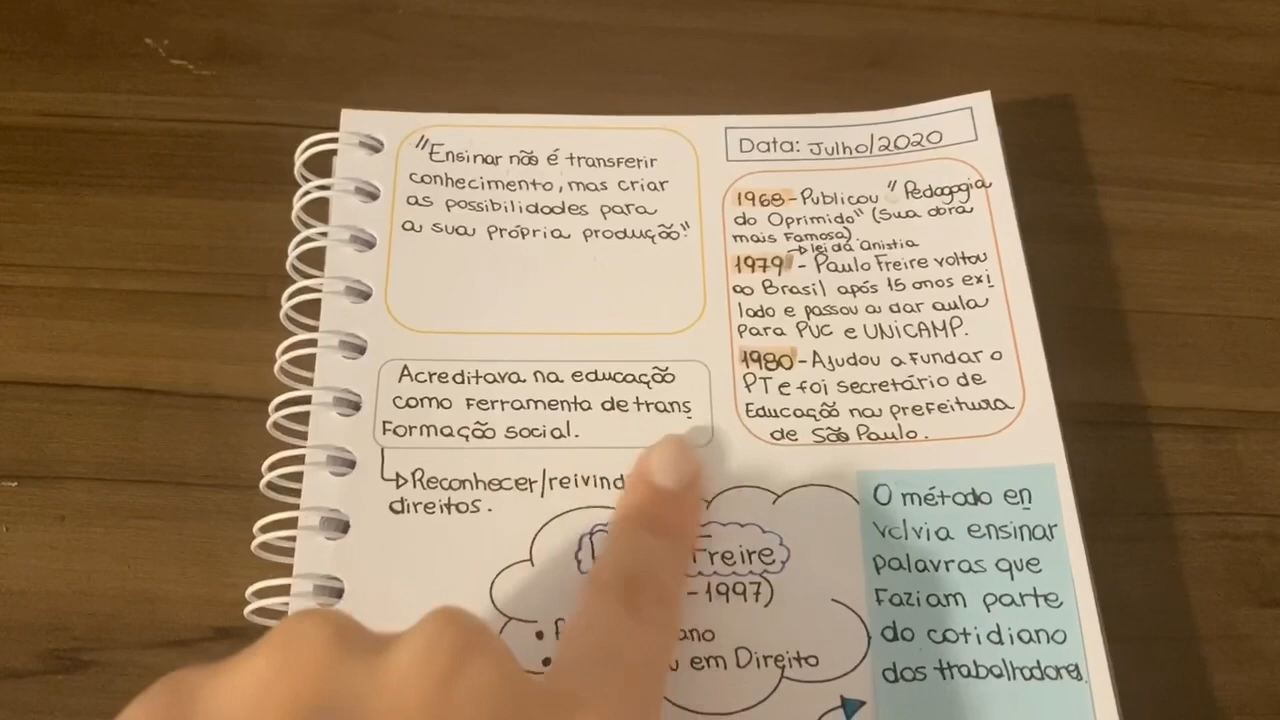 "Ensinar não é transferir
conhecimento, mas criar
as possibilidades para
a sua própria produção"
Data: Julho/2020
1968-Publicou "Pedagogia
do Oprimido" (Sua obra
mais Famosa)
→lei da anistia
1979 - Paulo Freire voltou
ao Brasil após 15 anos exi
lado e passou a dar aula
para PUC e UNICAMP.
1980-Ajudou a fundar o
PT e foi secretário de
Educação na prefeitura
de São Paulo.
Acreditava na educação
como Ferramenta de trans
Formação social.
→Reconhecer/reivind
direitos.
Freire
-1997)
em Direito
O método en
volvia ensinar
palavras que
Faziam parte
do cotidiano
dos trabalhadores.